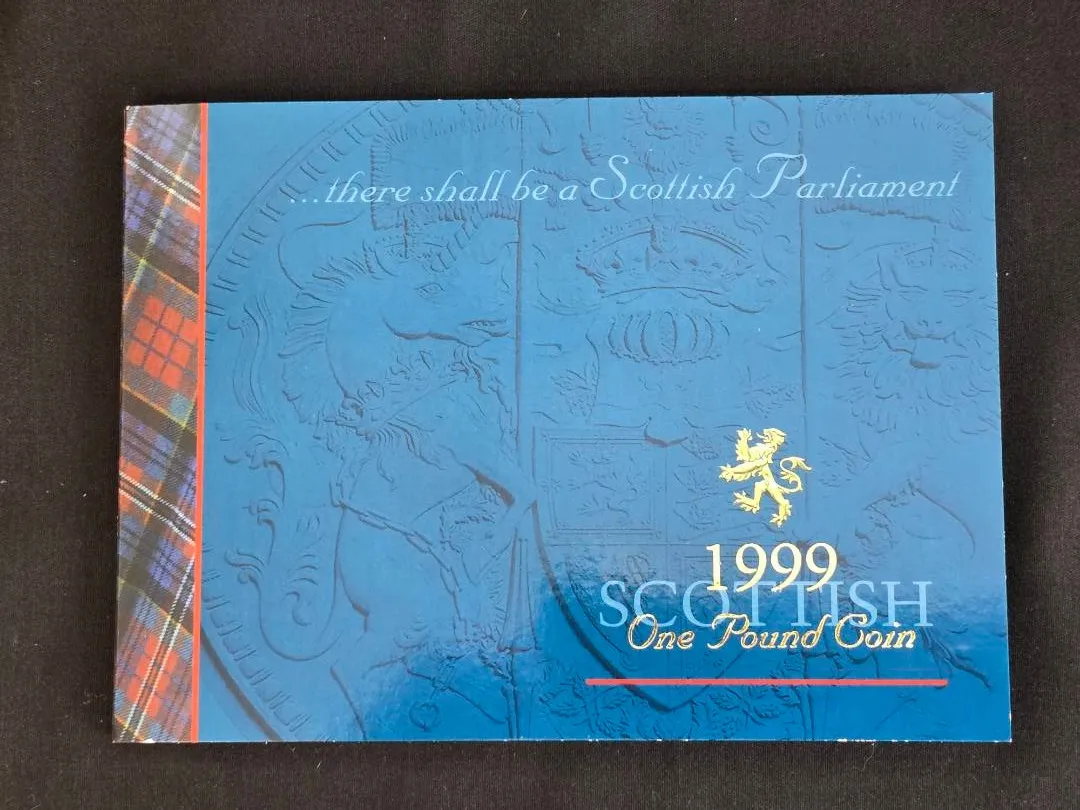 ...there shall be a Scottish Parliament
1999
SCOTTISH
One Pound Coin